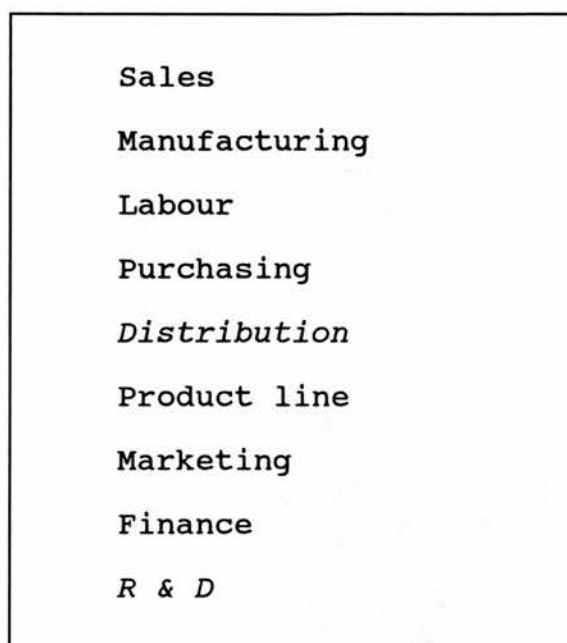 Sales
Manufacturing
Labour
Purchasing
Distribution
Product line
Marketing
Finance
R & D